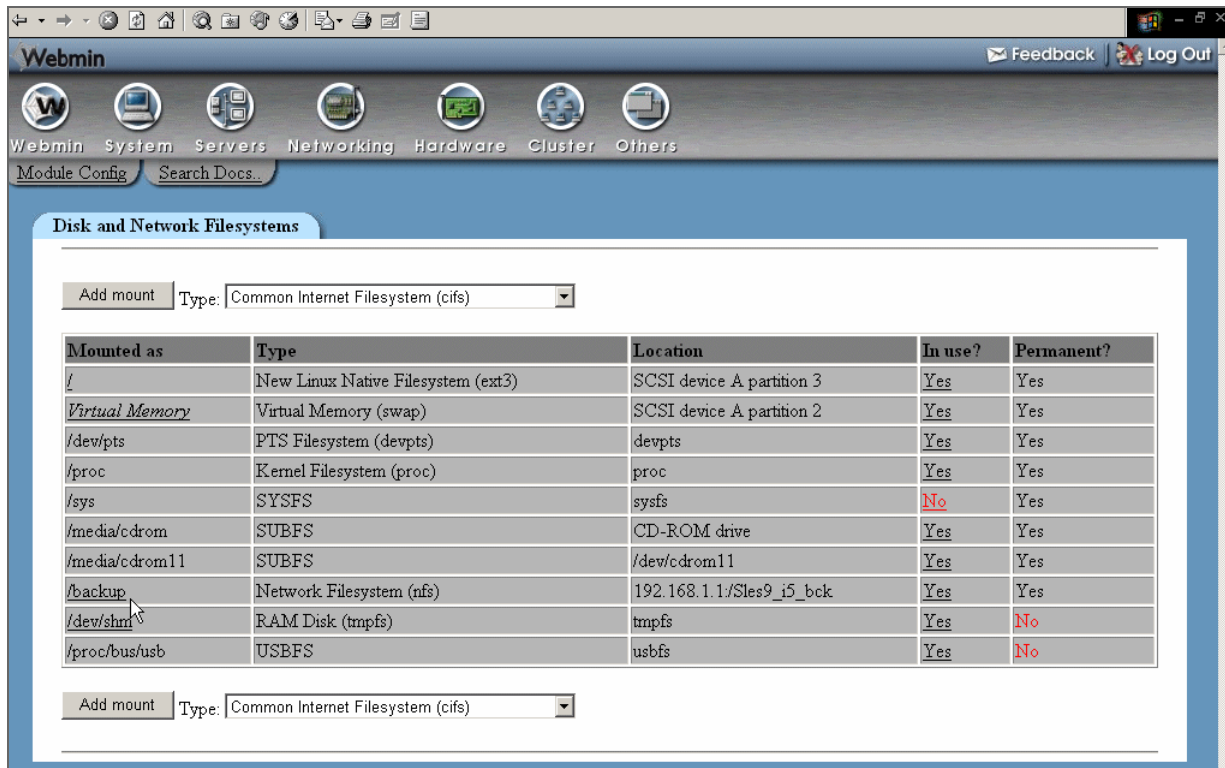 Webmin Feedback Log Out
Webmin System Servers Networking Hardware Cluster Others
Module Config Search Docs..
Disk and Network Filesystems
Add mount Type: Common Internet Filesystem (cifs)
Mounted as Type Location In use? Permanent?
/ New Linux Native Filesystem (ext3) SCSI device A partition 3 Yes Yes
Virtual Memory Virtual Memory (swap) SCSI device A partition 2 Yes Yes
/dev/pts PTS Filesystem (devpts) devpts Yes Yes
/proc Kernel Filesystem (proc) proc Yes Yes
/sys SYSFS sysfs No Yes
/media/cdrom SUBFS CD-ROM drive Yes Yes
/media/cdrom11 SUBFS /dev/cdrom11 Yes Yes
/backup Network Filesystem (nfs) 192.168.1.1:/Sles9_i5_bck Yes Yes
/dev/shm RAM Disk (tmpfs) tmpfs Yes No
/proc/bus/usb USBFS usbfs Yes No
Add mount Type: Common Internet Filesystem (cifs)